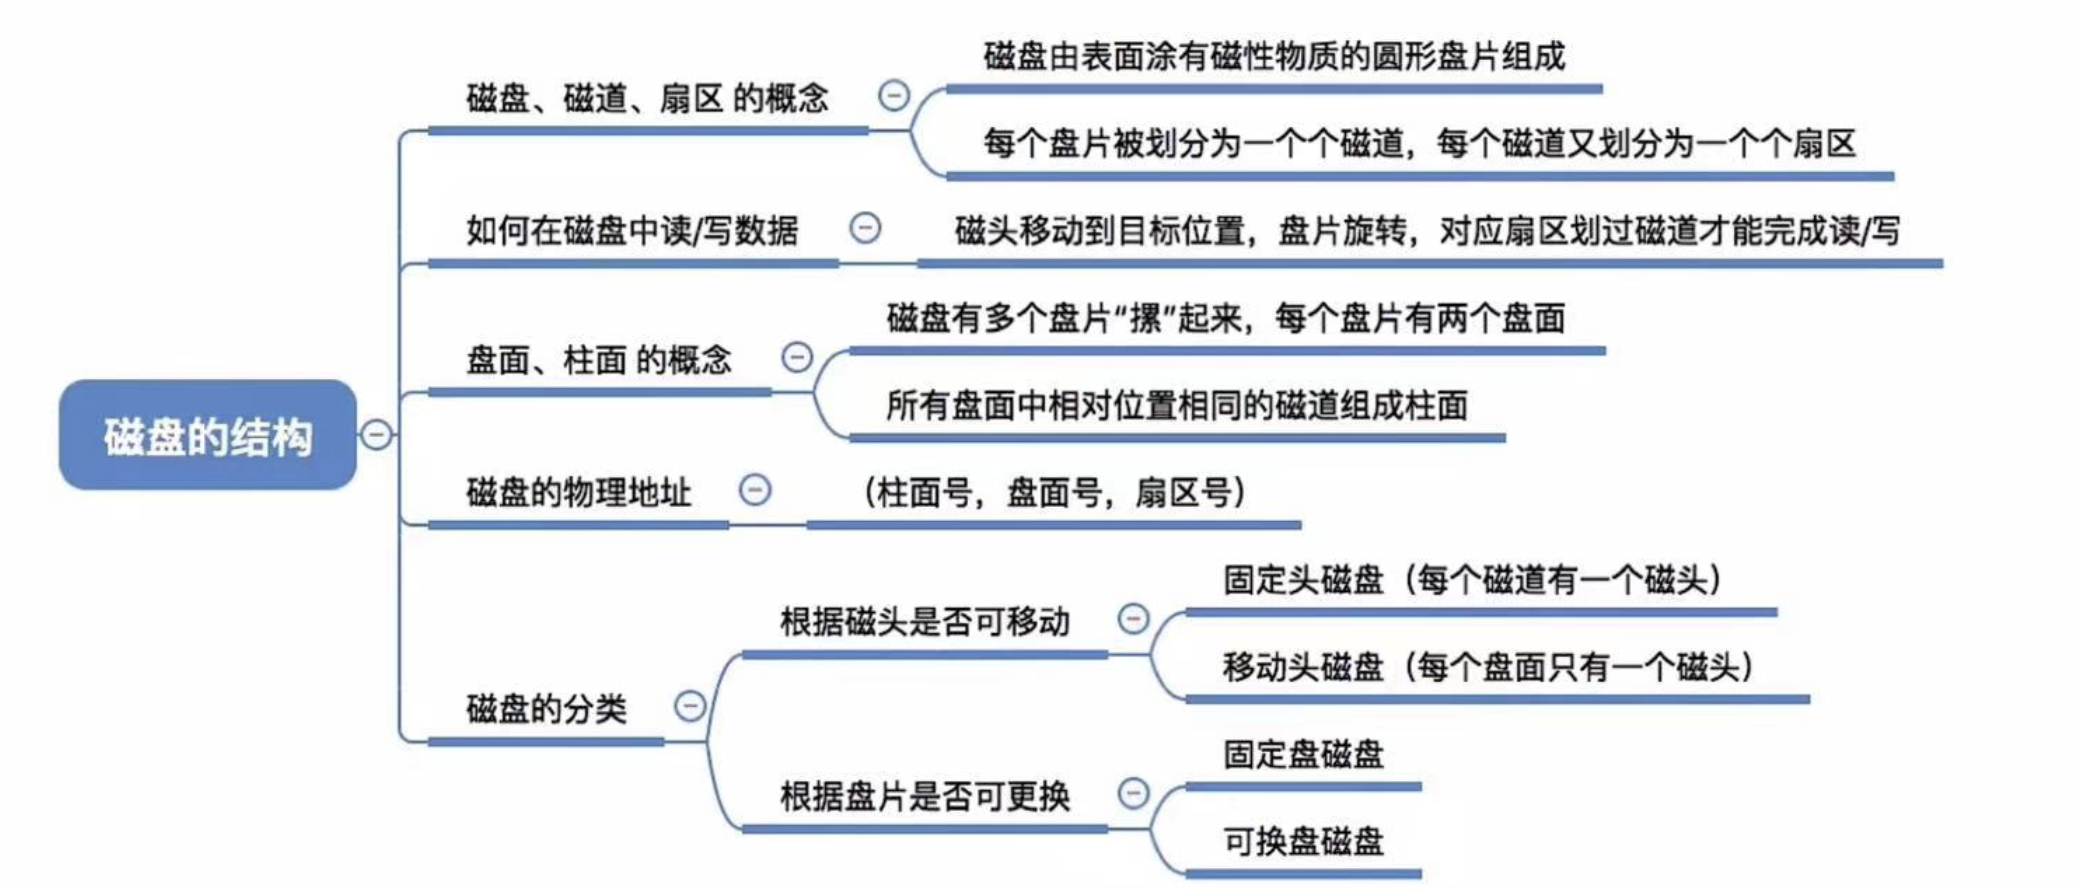 磁盘的结构
磁盘、磁道、扇区 的概念
磁盘由表面涂有磁性物质的圆形盘片组成
每个盘片被划分为一个个磁道，每个磁道又划分为一个个扇区
如何在磁盘中读/写数据
磁头移动到目标位置，盘片旋转，对应扇区划过磁道才能完成读/写
盘面、柱面 的概念
磁盘有多个盘片“摞”起来，每个盘片有两个盘面
所有盘面中相对位置相同的磁道组成柱面
磁盘的物理地址
（柱面号，盘面号，扇区号）
磁盘的分类
根据磁头是否可移动
固定头磁盘（每个磁道有一个磁头）
移动头磁盘（每个盘面只有一个磁头）
根据盘片是否可更换
固定盘磁盘
可换盘磁盘